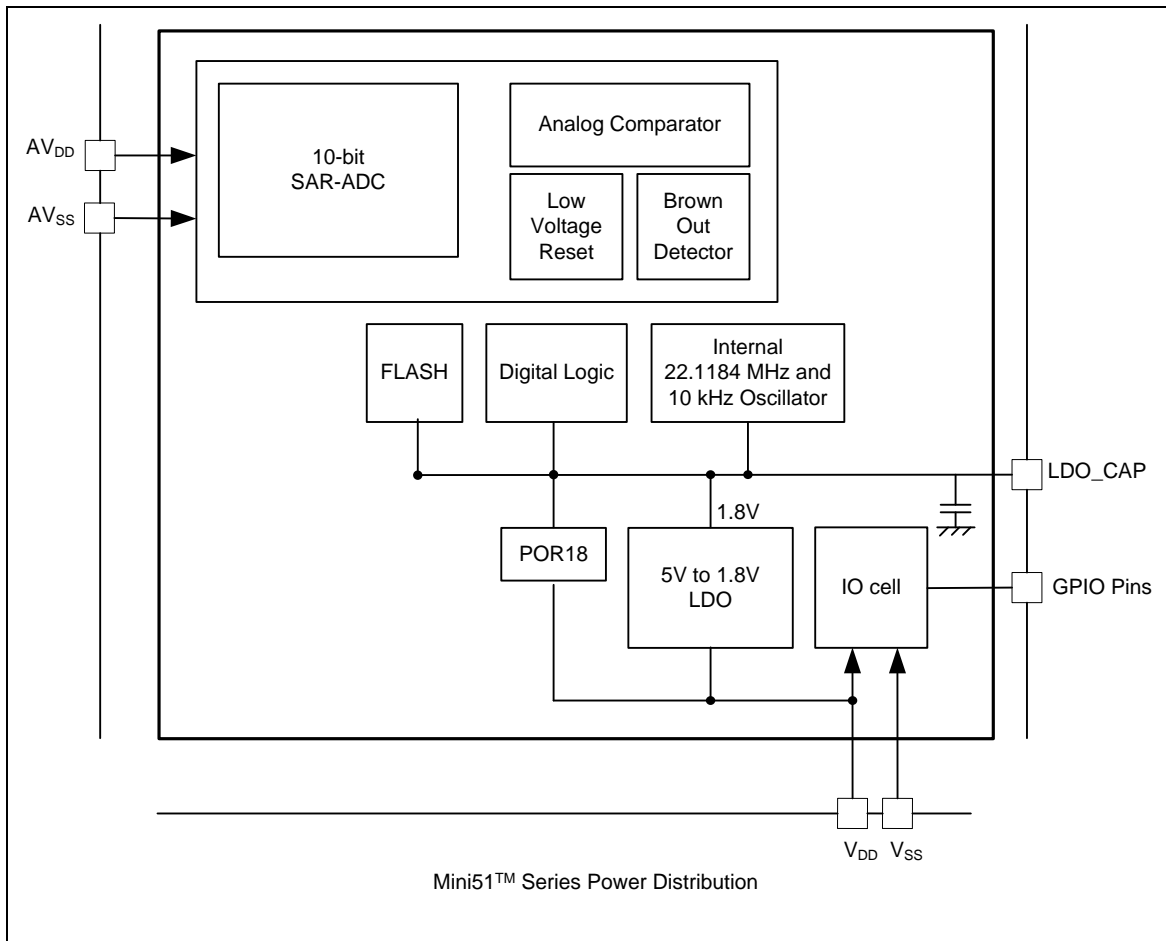 AVDD
AVSS
10-bit
SAR-ADC
Analog Comparator
Low
Voltage
Reset
Brown
Out
Detector
FLASH
Digital Logic
Internal
22.1184 MHz and
10 kHz Oscillator
LDO_CAP
1.8V
POR18
5V to 1.8V
LDO
IO cell
GPIO Pins
VDD
VSS
Mini51™ Series Power Distribution